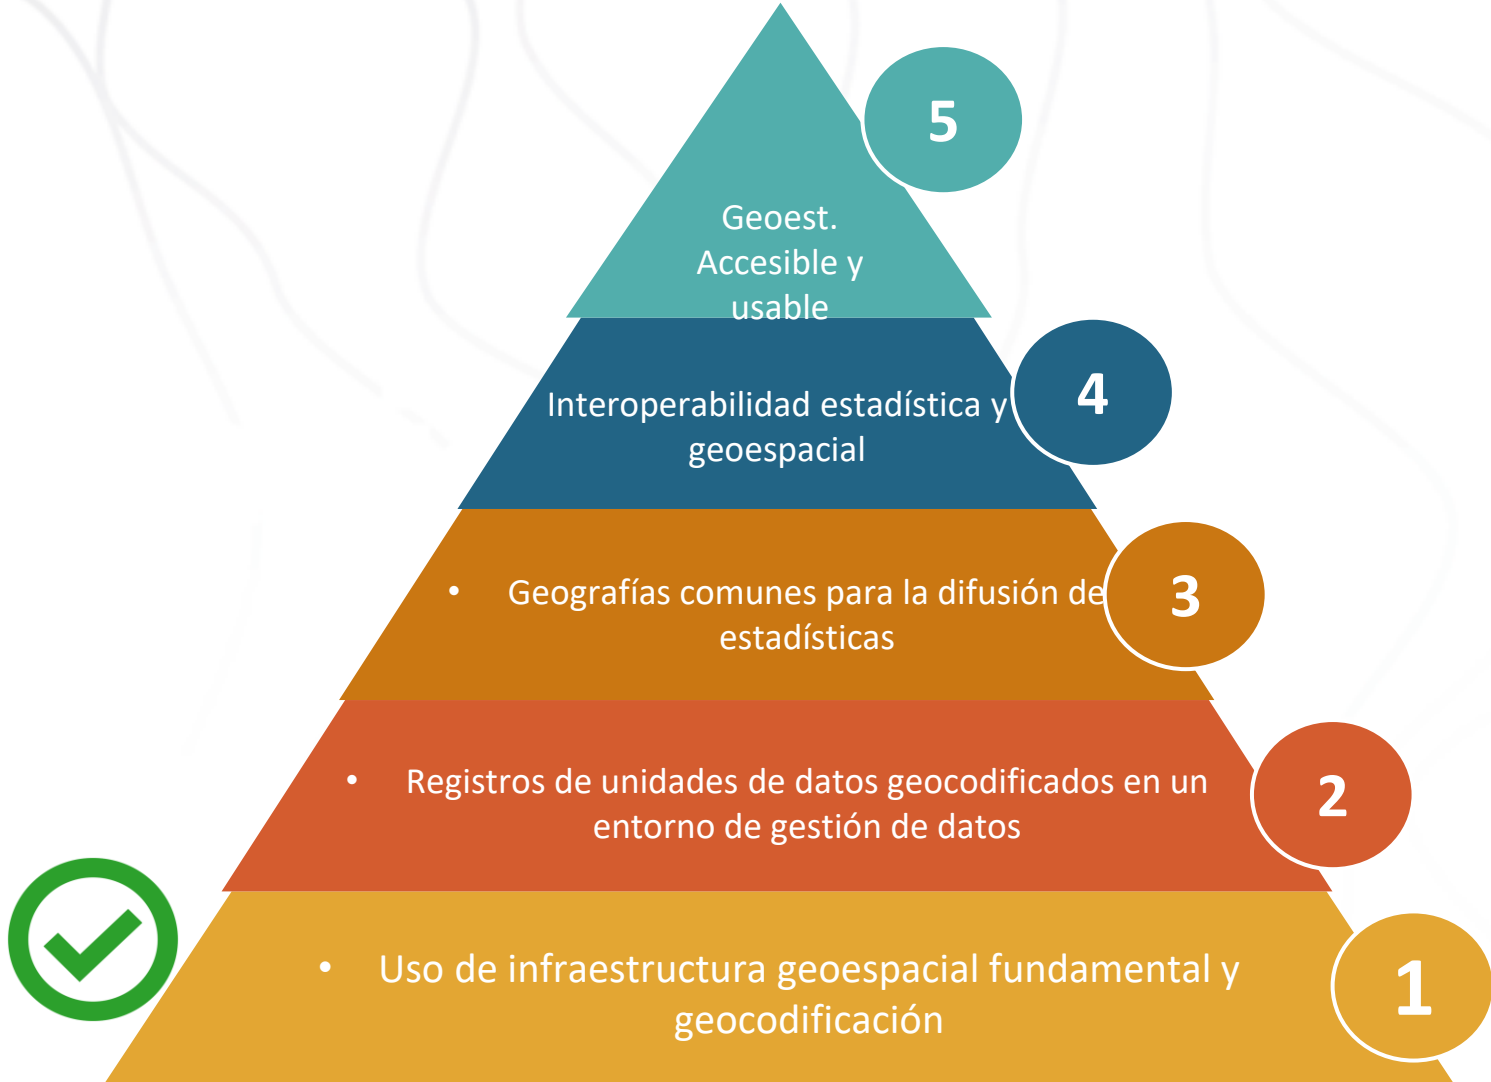 5
Geoest.
Accesible y
usable
4
Interoperabilidad estadística y
geoespacial
3
• Geografías comunes para la difusión de
estadísticas
2
• Registros de unidades de datos geocodificados en un
entorno de gestión de datos
1
• Uso de infraestructura geoespacial fundamental y
geocodificación